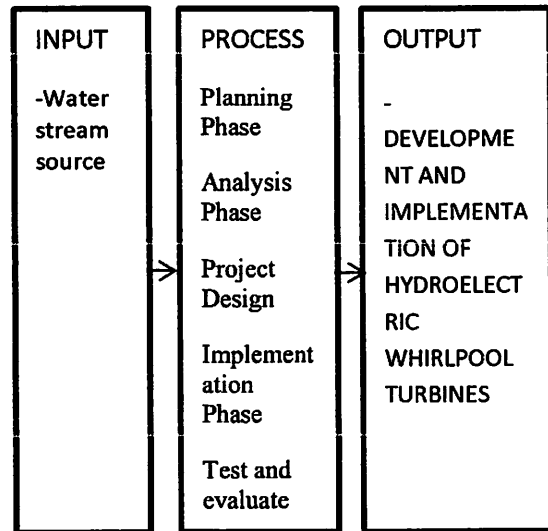 INPUT
-Water
stream
source
PROCESS
Planning
Phase
Analysis
Phase
Project
Design
Implement
ation
Phase
Test and
evaluate
OUTPUT
-
DEVELOPME
NT AND
IMPLEMENTA
TION OF
HYDROELECT
RIC
WHIRLPOOL
TURBINES